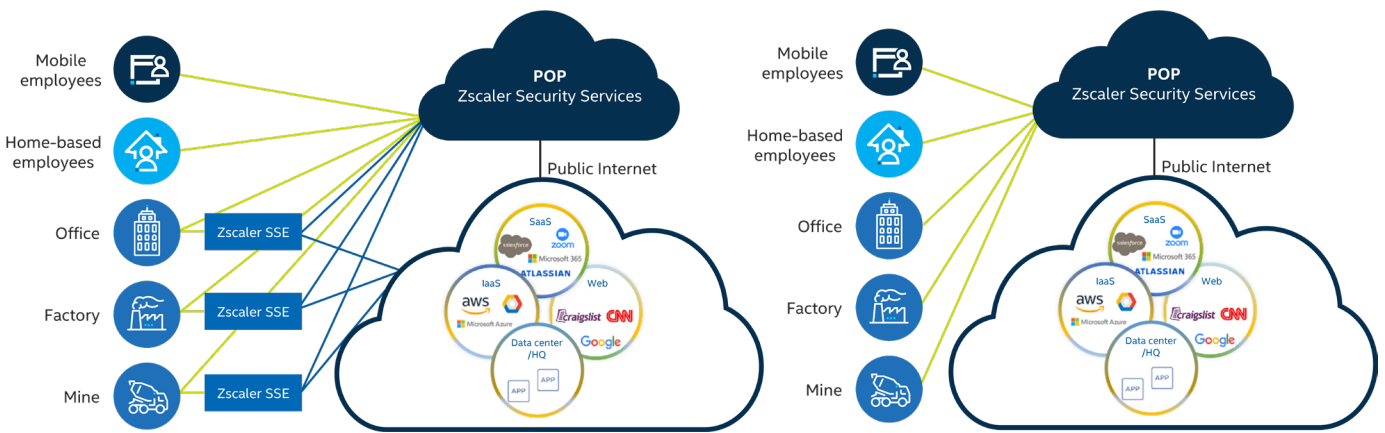 Mobile
employees
Home-based
employees
Office
Factory
Mine
Zscaler SSE
Zscaler SSE
Zscaler SSE
POP
Zscaler Security Services
Public Internet
SaaS
salesforce
zoom
Microsoft 365
ATLASSIAN
IaaS
aws
Microsoft Azure
Web
craigslist
CNN
Google
Data center
/HQ
APP
APP
Mobile
employees
Home-based
employees
Office
Factory
Mine
POP
Zscaler Security Services
Public Internet
SaaS
salesforce
zoom
Microsoft 365
ATLASSIAN
IaaS
aws
Microsoft Azure
Web
craigslist
CNN
Google
Data center
/HQ
APP
APP